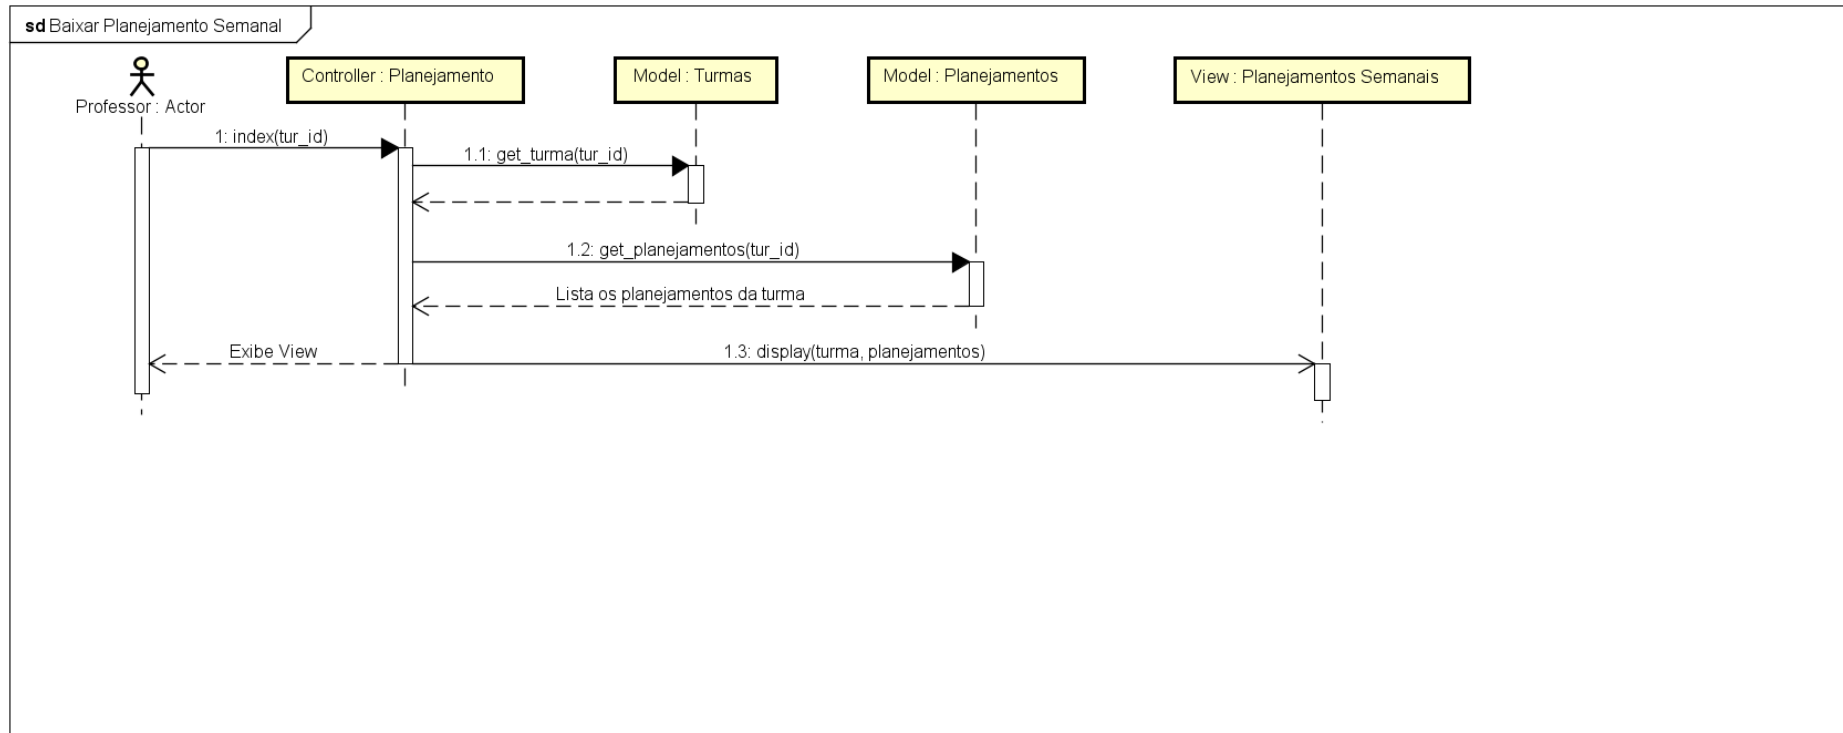 sd Baixar Planejamento Semanal
Controller : Planejamento
Model : Turmas
Model : Planejamentos
View : Planejamentos Semanais
Professor : Actor
1: index(tur_id)
1.1: get_turma(tur_id)
1.2: get_planejamentos(tur_id)
Lista os planejamentos da turma
Exibe View
1.3: display(turma, planejamentos)